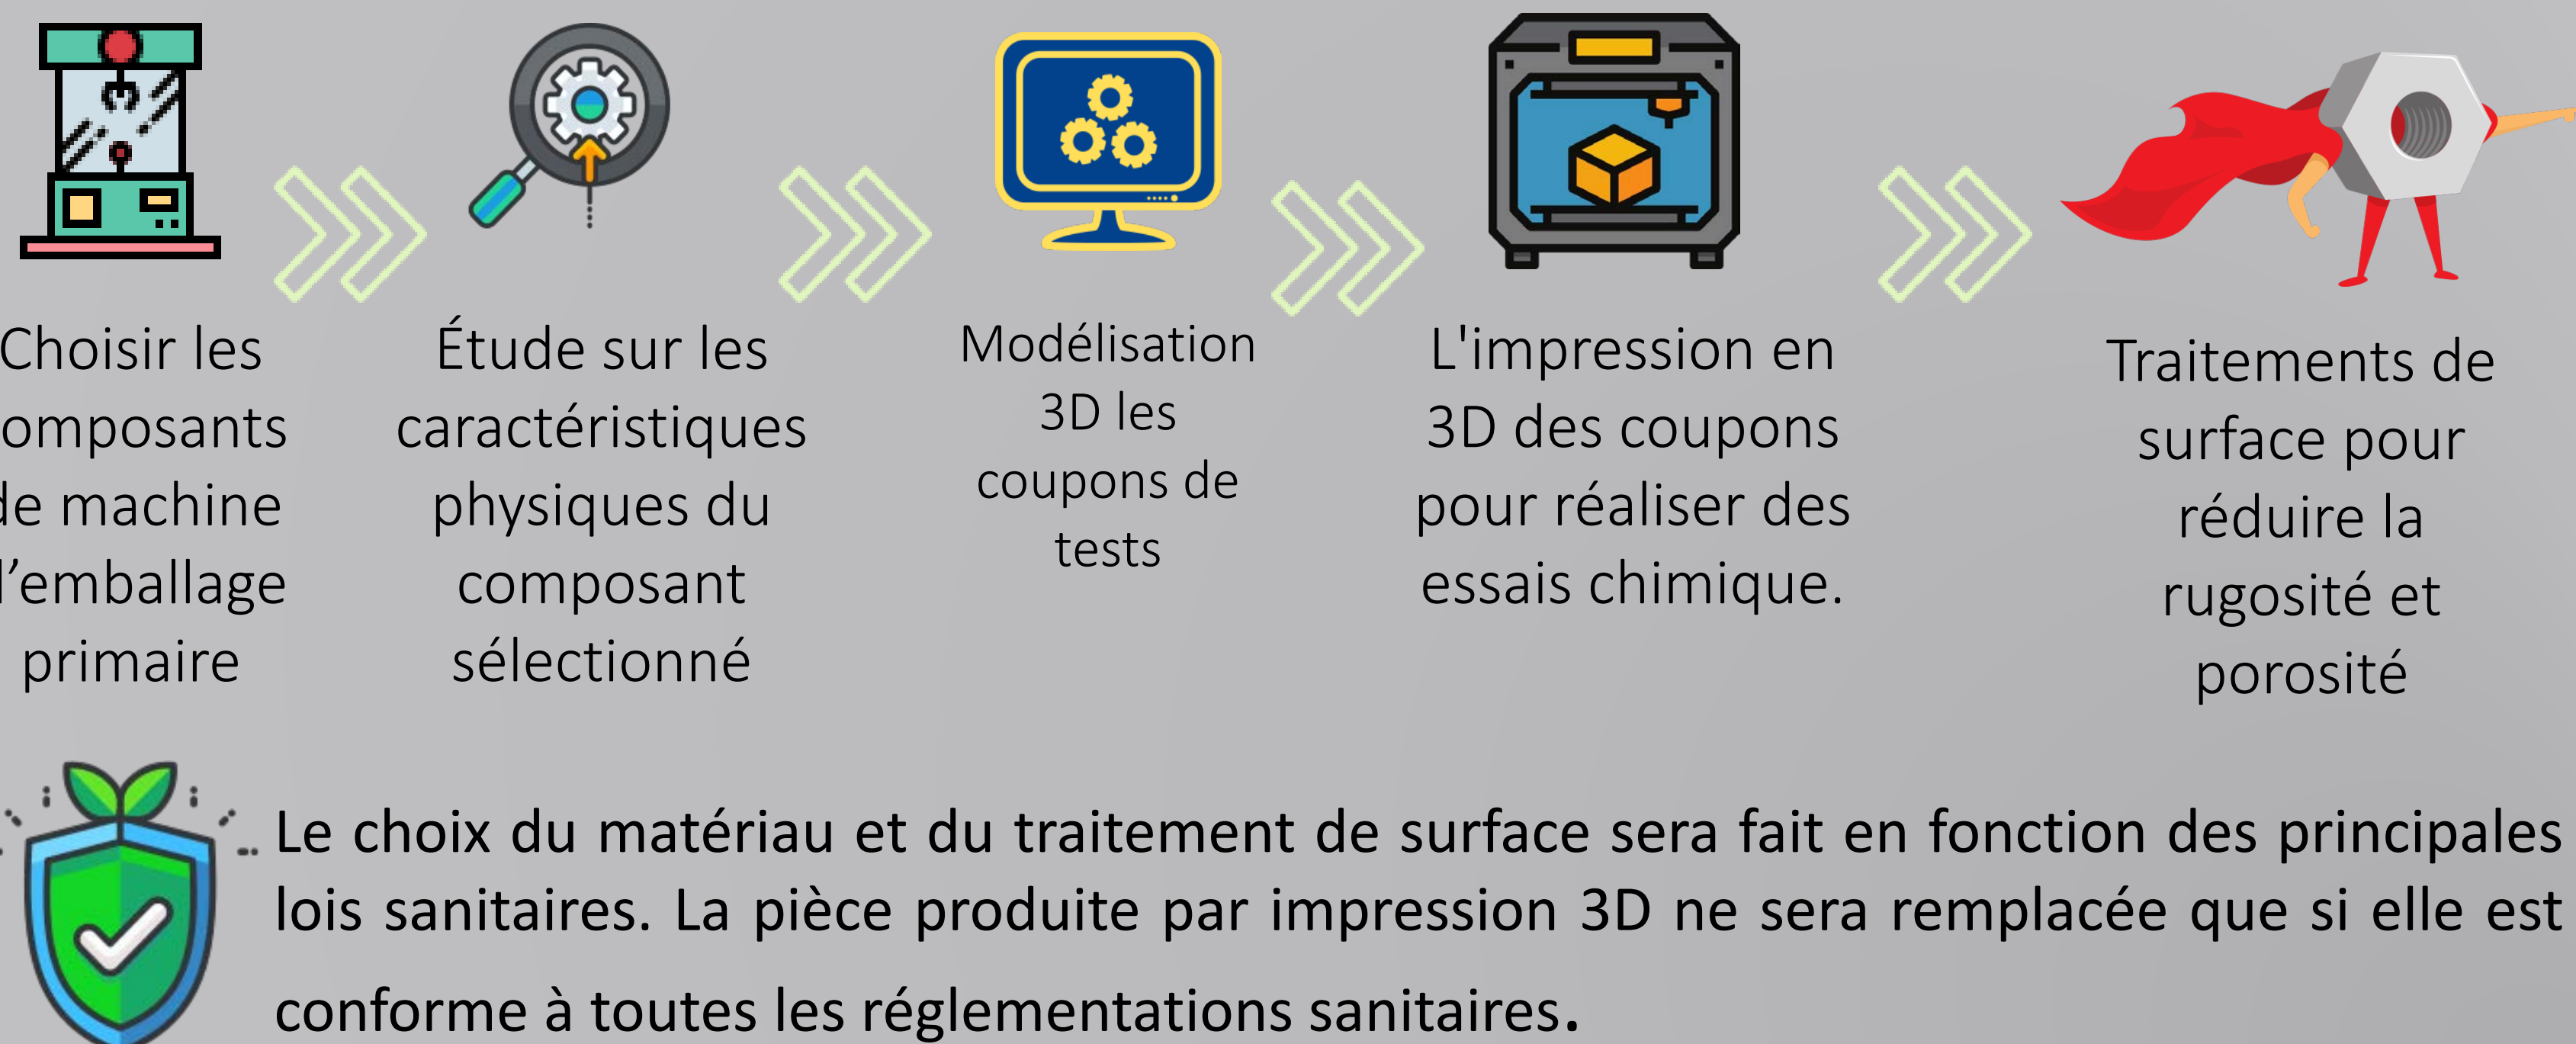 Choisir les
omposants
de machine
l’emballage
primaire
Étude sur les
caractéristiques
physiques du
composant
sélectionné
Modélisation
3D les
coupons de
tests
L'impression en
3D des coupons
pour réaliser des
essais chimique.
Traitements de
surface pour
réduire la
rugosité et
porosité
Le choix du matériau et du traitement de surface sera fait en fonction des principales
lois sanitaires. La pièce produite par impression 3D ne sera remplacée que si elle est
conforme à toutes les réglementations sanitaires.